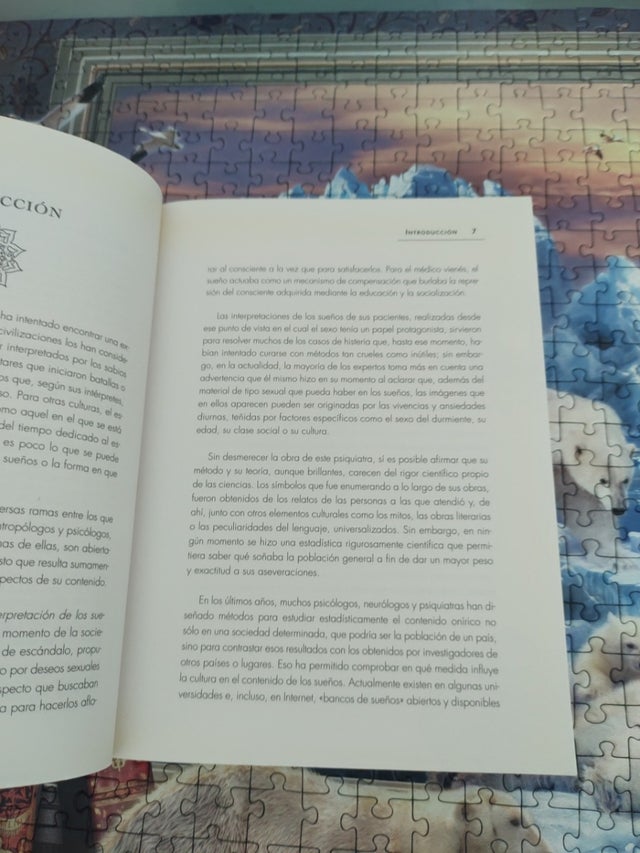 CCIÓN
ha intentado encontrar una ex-
civilizaciones los han conside-
r interpretados por los sabios
tares que iniciaron batallas o
os que, según sus intérpretes,
so. Para otras culturas, el es-
omo aquel en el que se está
del tiempo dedicado al es-
es poco lo que se puede
sueños o la forma en que
ersas ramas entre los que
ntropólogos y psicólogos,
nas de ellas, son abierta-
sto que resulta sumamen-
pectos de su contenido.
erpretación de los sue-
momento de la socie-
de escándalo, propu-
o por deseos sexuales
specto que buscaban
a para hacerlos aflo-
INTRODUCCIÓN 7
rar al consciente a la vez que para satisfacerlos. Para el médico vienés, el
sueño actuaba como un mecanismo de compensación que burlaba la repre-
sión del consciente adquirida mediante la educación y la socialización.
Las interpretaciones de los sueños de sus pacientes, realizadas desde
ese punto de vista en el cual el sexo tenía un papel protagonista, sirvieron
para resolver muchos de los casos de histeria que, hasta ese momento, ha-
bían intentado curarse con métodos tan crueles como inútiles; sin embar-
go, en la actualidad, la mayoría de los expertos toma más en cuenta una
advertencia que él mismo hizo en su momento al aclarar que, además del
material de tipo sexual que pueda haber en los sueños, las imágenes que
en ellos aparecen pueden ser originadas por las vivencias y ansiedades
diurnas, teñidas por factores específicos como el sexo del durmiente, su
edad, su clase social o su cultura.
Sin desmerecer la obra de este psiquiatra, sí es posible afirmar que su
método y su teoría, aunque brillantes, carecen del rigor científico propio
de las ciencias. Los símbolos que fue enumerando a lo largo de sus obras,
fueron obtenidos de los relatos de las personas a las que atendió y, de
ahí, junto con otros elementos culturales como los mitos, las obras literarias
o las peculiaridades del lenguaje, universalizados. Sin embargo, en nin-
gún momento se hizo una estadística rigurosamente científica que permi-
tiera saber qué soñaba la población general a fin de dar un mayor peso
y exactitud a sus aseveraciones.
En los últimos años, muchos psicólogos, neurólogos y psiquiatras han di-
señado métodos para estudiar estadísticamente el contenido onírico no
sólo en una sociedad determinada, que podría ser la población de un país,
sino para contrastar esos resultados con los obtenidos por investigadores de
otros países o lugares. Eso ha permitido comprobar en qué medida influye
la cultura en el contenido de los sueños. Actualmente existen en algunas uni-
versidades e, incluso, en Internet, «bancos de sueños» abiertos y disponibles